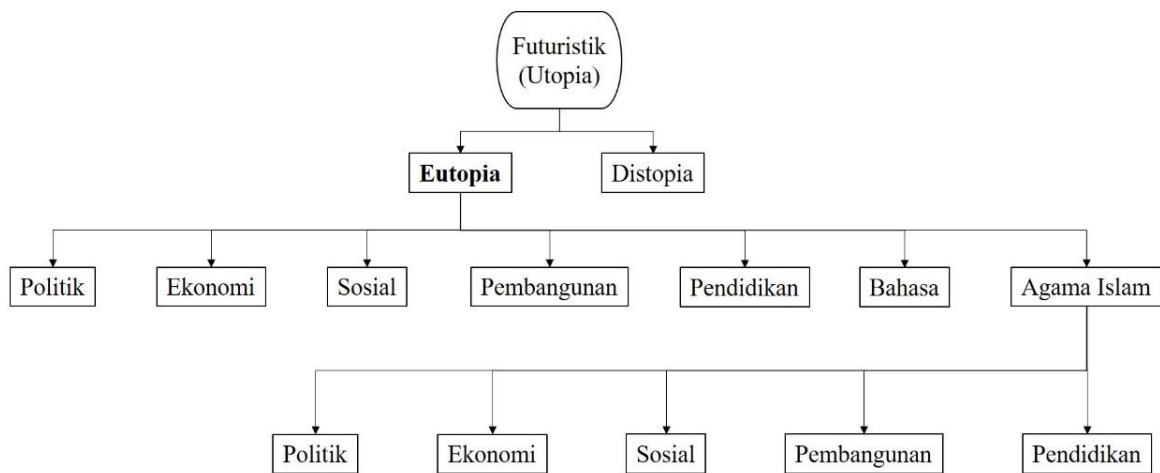 Futuristik
(Utopia)
Eutopia
Distopia
Politik
Ekonomi
Sosial
Pembangunan
Pendidikan
Bahasa
Agama Islam
Politik
Ekonomi
Sosial
Pembangunan
Pendidikan